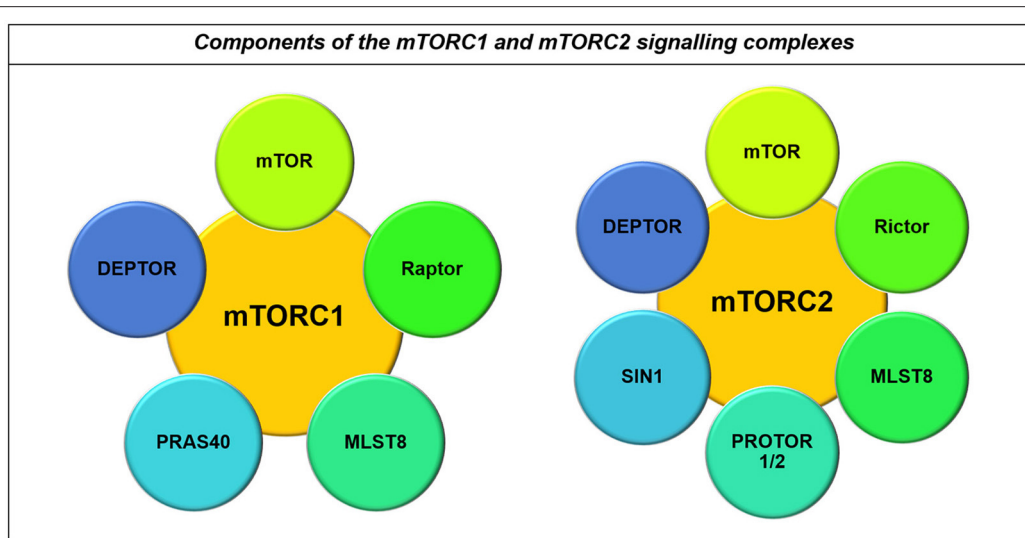 Components of the mTORC1 and mTORC2 signalling complexes
mTOR
DEPTOR
Raptor
mTORC1
PRAS40
MLST8
mTOR
DEPTOR
Rictor
mTORC2
SIN1
MLST8
PROTOR
1/2